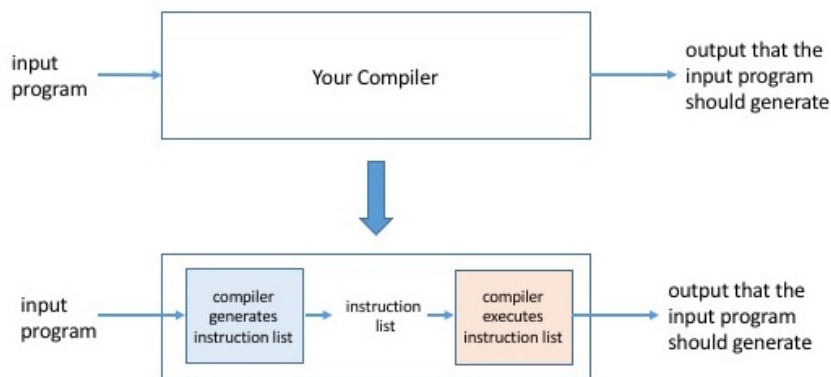 input
program
Your Compiler
output that the
input program
should generate
input
program
compiler
generates
instruction list
instruction
list
compiler
executes
instruction list
output that the
input program
should generate